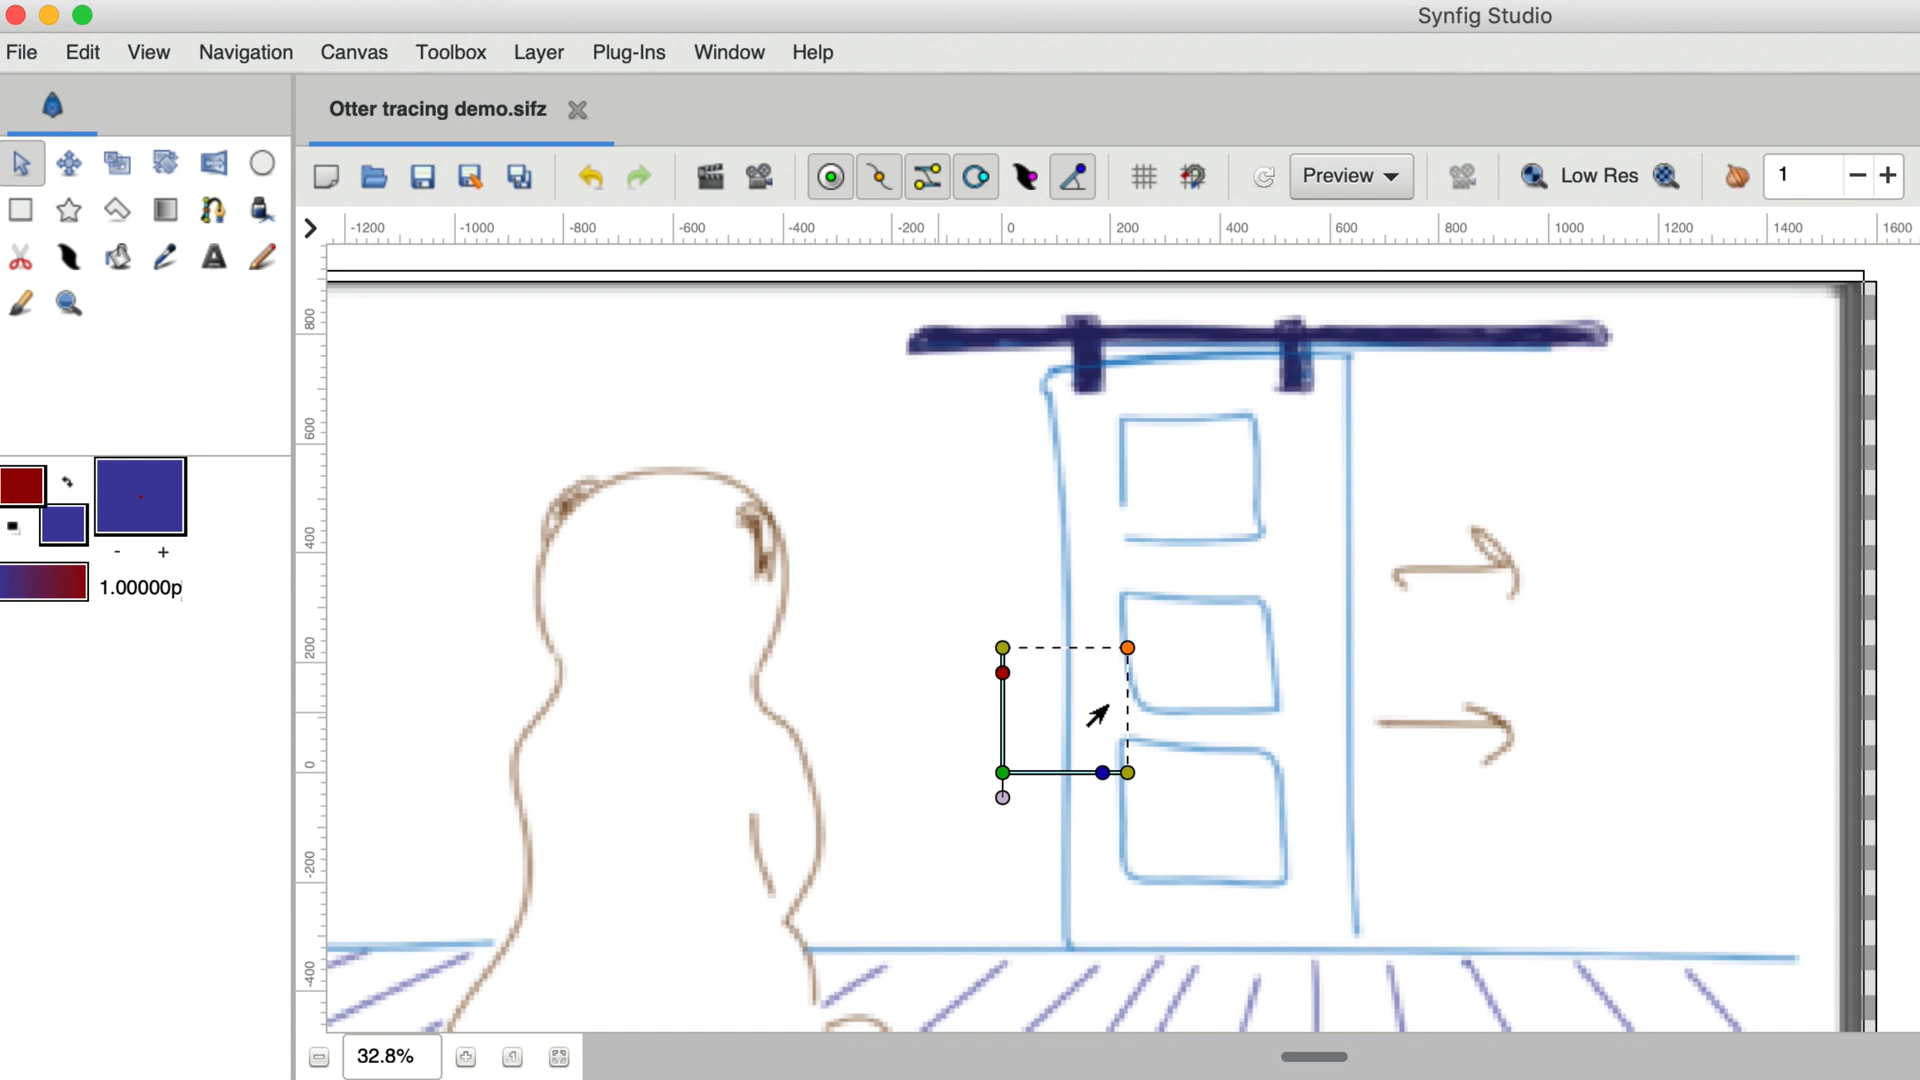 Synfig Studio
File Edit View Navigation Canvas Toolbox Layer Plug-Ins Window Help
Otter tracing demo.sifz
Preview Low Res 1
-1200 -1000 -800 -600 -400 -200 0 200 400 600 800 1000 1200 1400 1600
800
600
400
200
0
-200
-400
- +
1.00000p
32.8%